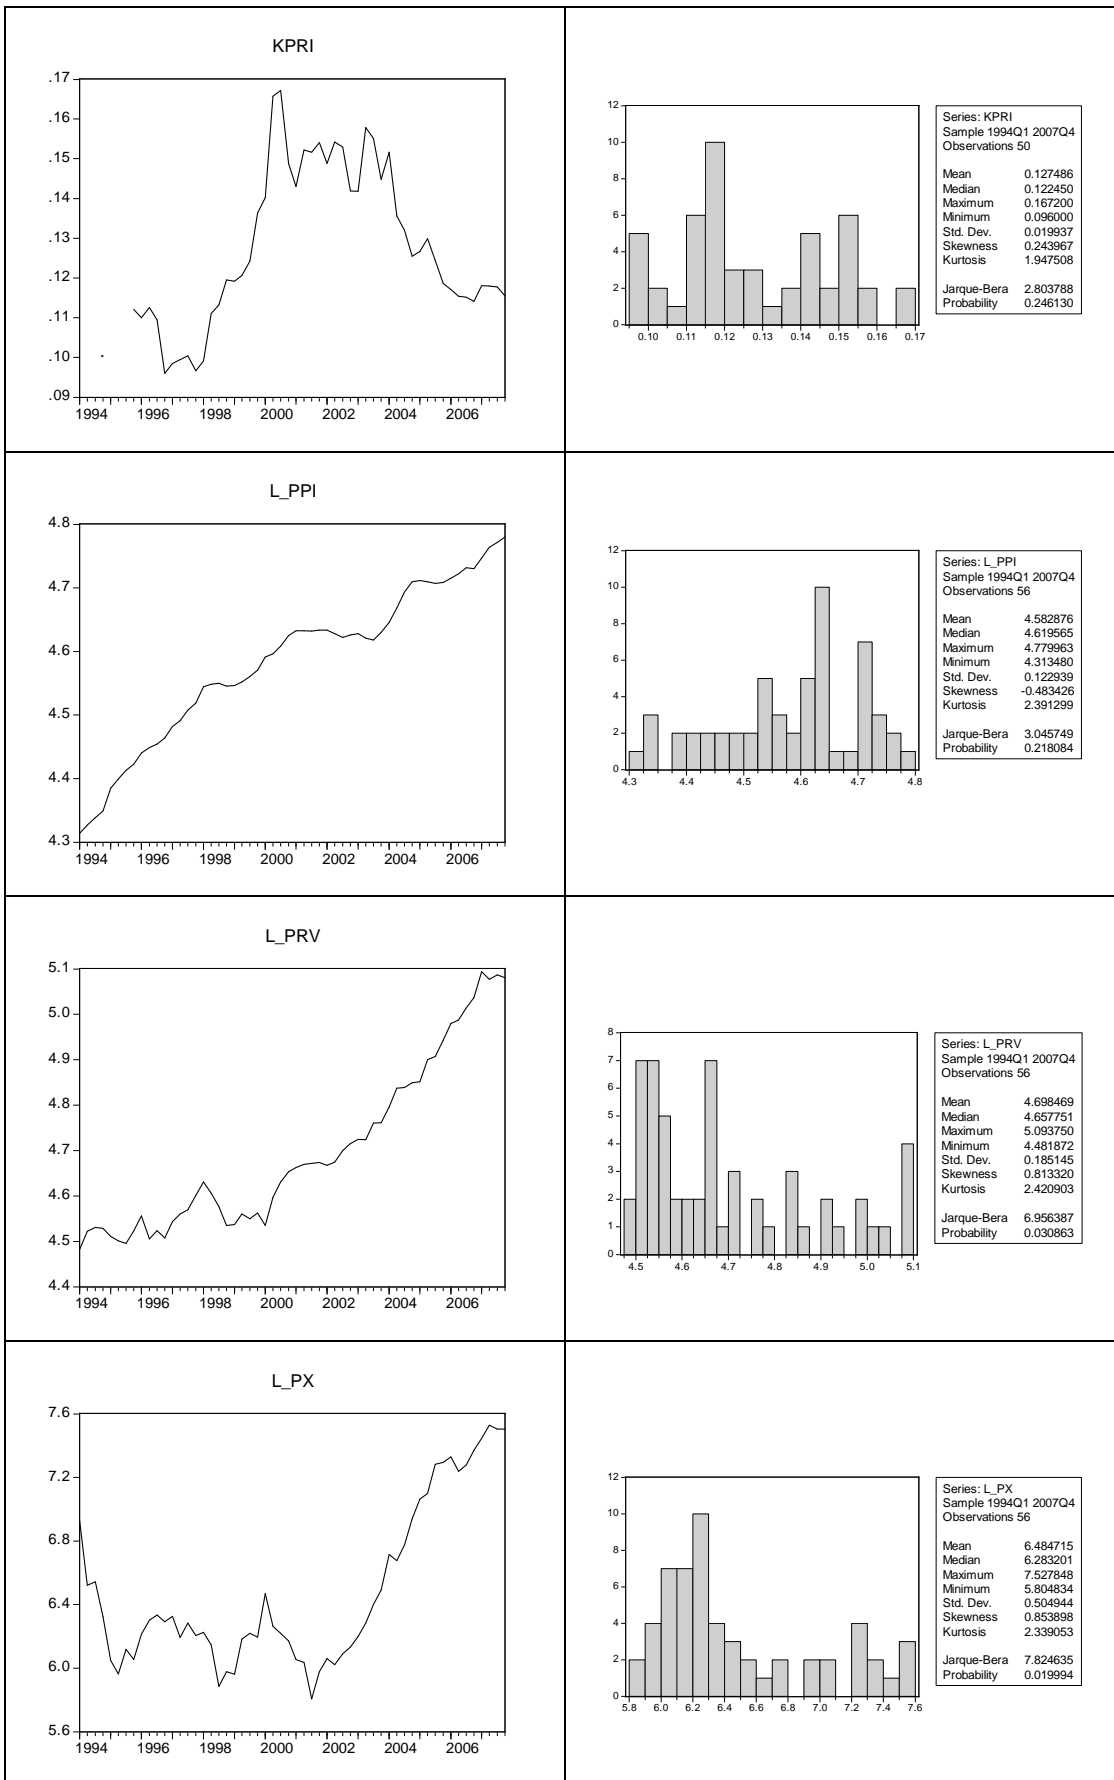 KPRI
.17
.16
.15
.14
.13
.12
.11
.10
.09
1994 1996 1998 2000 2002 2004 2006
12
10
8
6
4
2
0
0.10 0.11 0.12 0.13 0.14 0.15 0.16 0.17
Series: KPRI
Sample 1994Q1 2007Q4
Observations 50
Mean 0.127486
Median 0.122450
Maximum 0.167200
Minimum 0.096000
Std. Dev. 0.019937
Skewness 0.243967
Kurtosis 1.947508
Jarque-Bera 2.803788
Probability 0.246130
L_PPI
4.8
4.7
4.6
4.5
4.4
4.3
1994 1996 1998 2000 2002 2004 2006
12
10
8
6
4
2
0
4.3 4.4 4.5 4.6 4.7 4.8
Series: L_PPI
Sample 1994Q1 2007Q4
Observations 56
Mean 4.582876
Median 4.619565
Maximum 4.779963
Minimum 4.313480
Std. Dev. 0.122939
Skewness -0.483426
Kurtosis 2.391299
Jarque-Bera 3.045749
Probability 0.218084
L_PRV
5.1
5.0
4.9
4.8
4.7
4.6
4.5
4.4
1994 1996 1998 2000 2002 2004 2006
8
7
6
5
4
3
2
1
0
4.5 4.6 4.7 4.8 4.9 5.0 5.1
Series: L_PRV
Sample 1994Q1 2007Q4
Observations 56
Mean 4.698469
Median 4.657751
Maximum 5.093750
Minimum 4.481872
Std. Dev. 0.185145
Skewness 0.813320
Kurtosis 2.420903
Jarque-Bera 6.956387
Probability 0.030863
L_PX
7.6
7.2
6.8
6.4
6.0
5.6
1994 1996 1998 2000 2002 2004 2006
12
10
8
6
4
2
0
5.8 6.0 6.2 6.4 6.6 6.8 7.0 7.2 7.4 7.6
Series: L_PX
Sample 1994Q1 2007Q4
Observations 56
Mean 6.484715
Median 6.283201
Maximum 7.527848
Minimum 5.804834
Std. Dev. 0.504944
Skewness 0.853898
Kurtosis 2.339053
Jarque-Bera 7.824635
Probability 0.019994